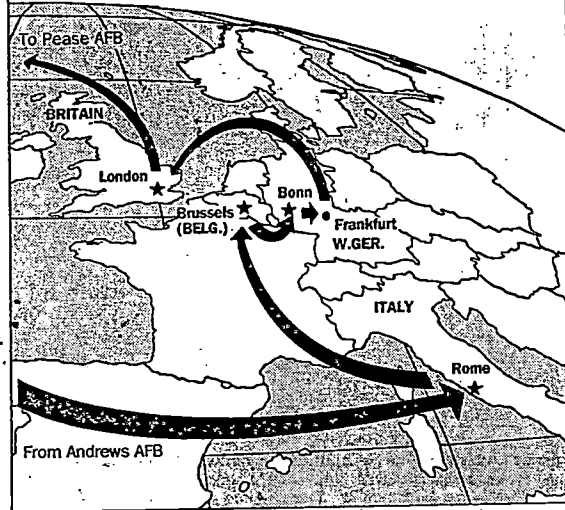 To Pease AFB
BRITAIN
London
Brussels
(BELG.)
Bonn
Frankfurt
W.GER.
ITALY
Rome
From Andrews AFB